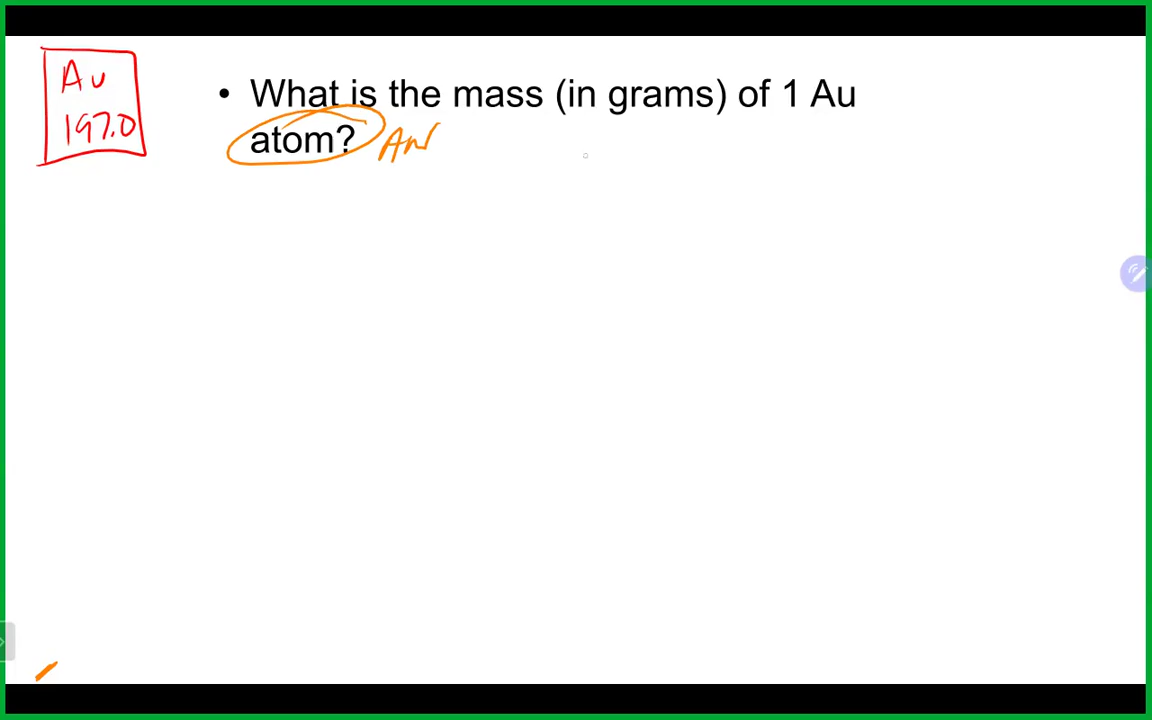 Au
197.0
• What is the mass (in grams) of 1 Au
atom?